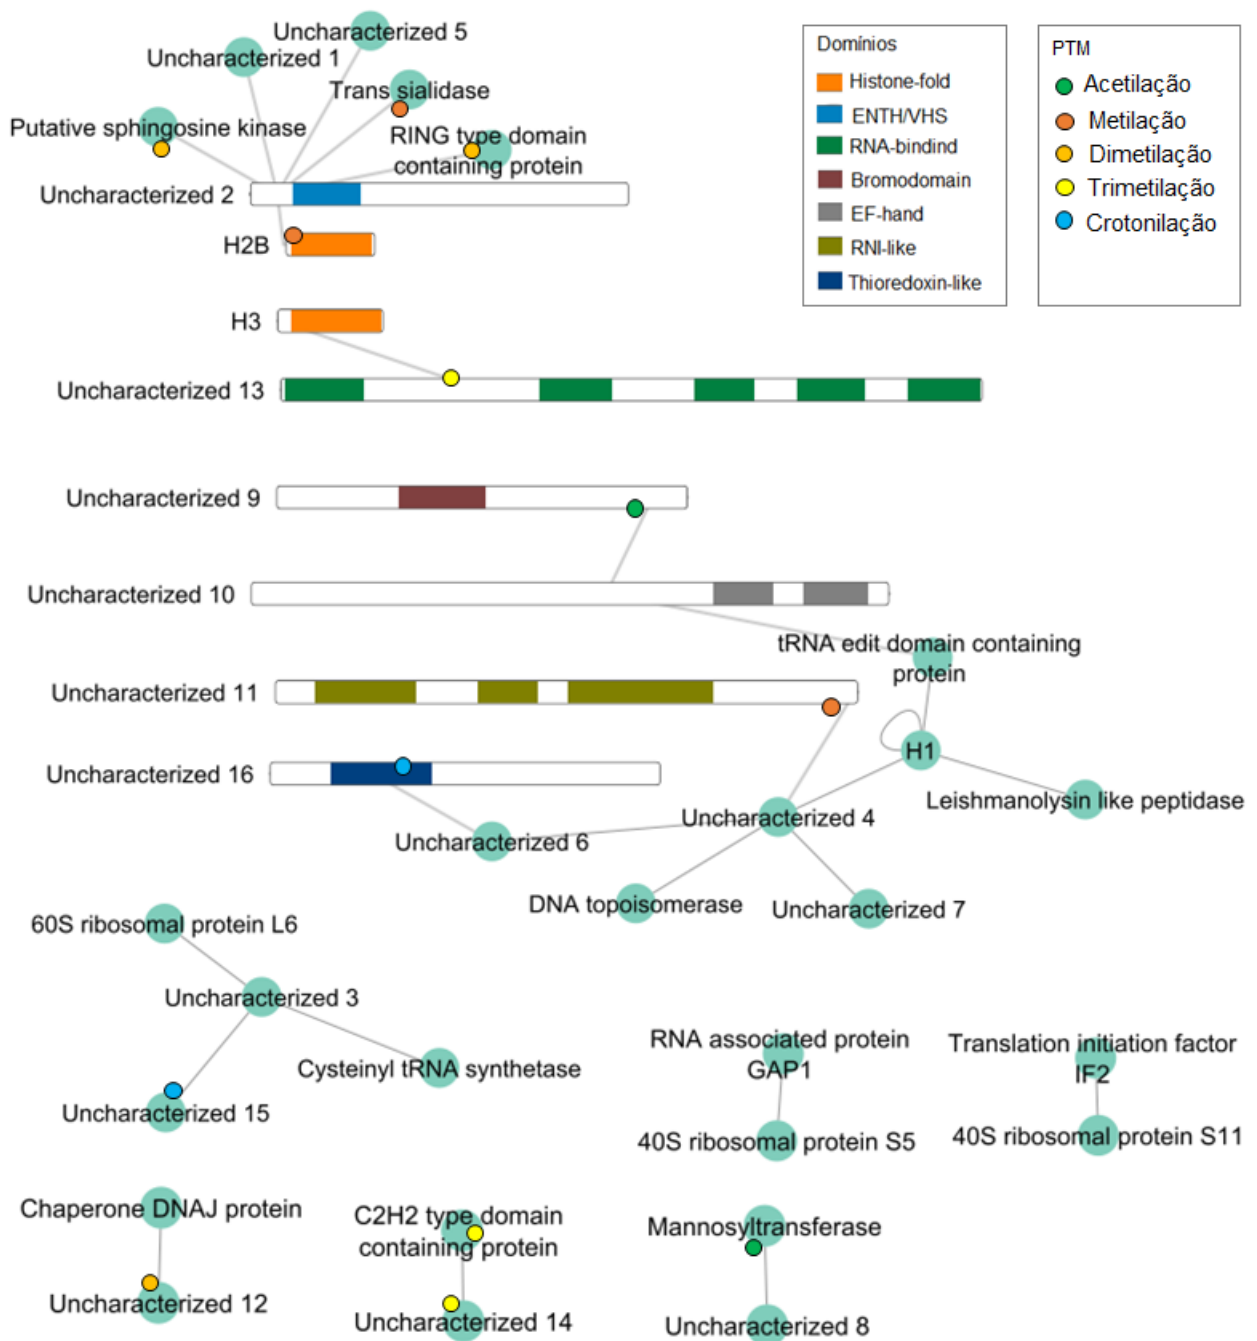 Uncharacterized 5
Uncharacterized 1
Trans sialidase
Putative sphingosine kinase
RING type domain
containing protein
Uncharacterized 2
H2B
H3
Uncharacterized 13
Domínios
Histone-fold
ENTH/VHS
RNA-bindind
Bromodomain
EF-hand
RNI-like
Thioredoxin-like
PTM
Acetilação
Metilação
Dimetilação
Trimetilação
Crotonilação
Uncharacterized 9
Uncharacterized 10
tRNA edit domain containing
protein
Uncharacterized 11
H1
Uncharacterized 16
Leishmanolysin like peptidase
Uncharacterized 4
Uncharacterized 6
DNA topoisomerase
Uncharacterized 7
60S ribosomal protein L6
Uncharacterized 3
Cysteinyl tRNA synthetase
Uncharacterized 15
RNA associated protein
GAP1
40S ribosomal protein S5
Translation initiation factor
IF2
40S ribosomal protein S11
Chaperone DNAJ protein
Uncharacterized 12
C2H2 type domain
containing protein
Uncharacterized 14
Mannosyltransferase
Uncharacterized 8